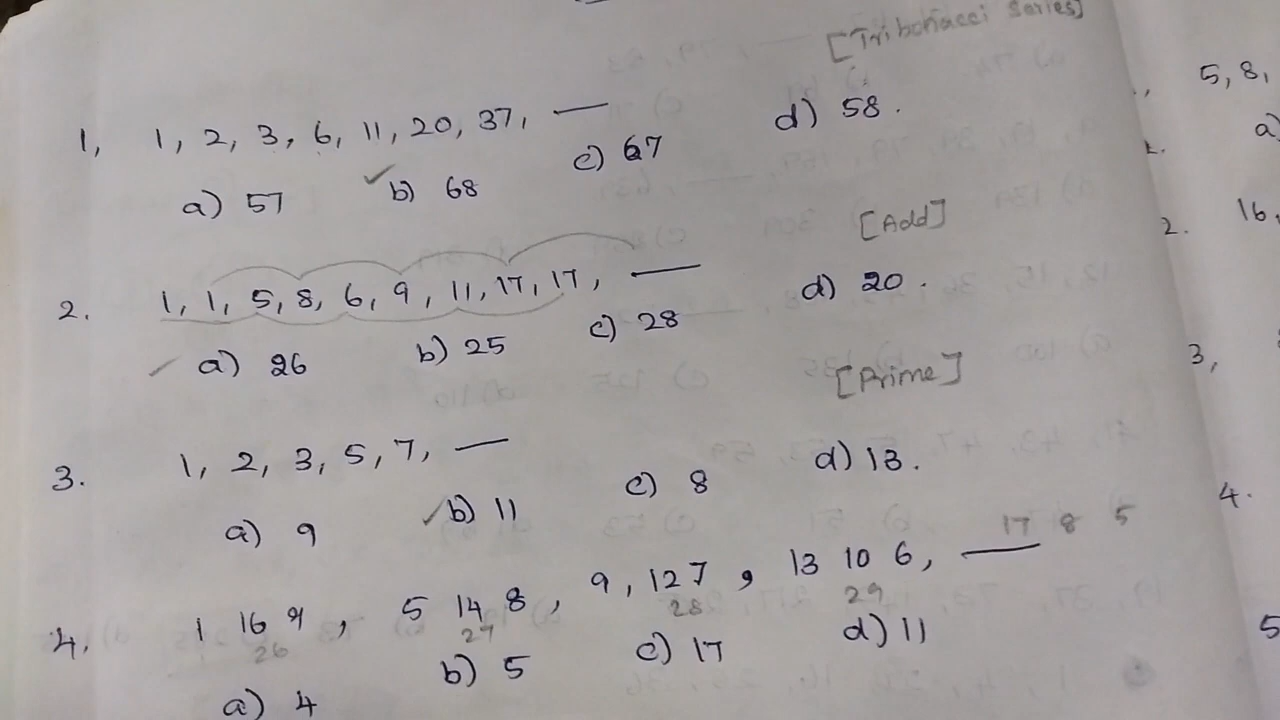 [Tribonacci Series]
1, 1, 2, 3, 6, 11, 20, 37, —
a) 57 b) 68 c) 67 d) 58.
[Add]
2. 1, 1, 5, 8, 6, 9, 11, 17, 17, —
a) 26 b) 25 c) 28 d) 20.
[Prime]
3. 1, 2, 3, 5, 7, —
a) 9 b) 11 c) 8 d) 13.
17 8 5
4. 1 16 9, 5 14 8, 9, 12 7, 13 10 6, —
26 27 28 29
a) 4 b) 5 c) 17 d) 11
5, 8,
a)
2. 16,
3,
4.
5